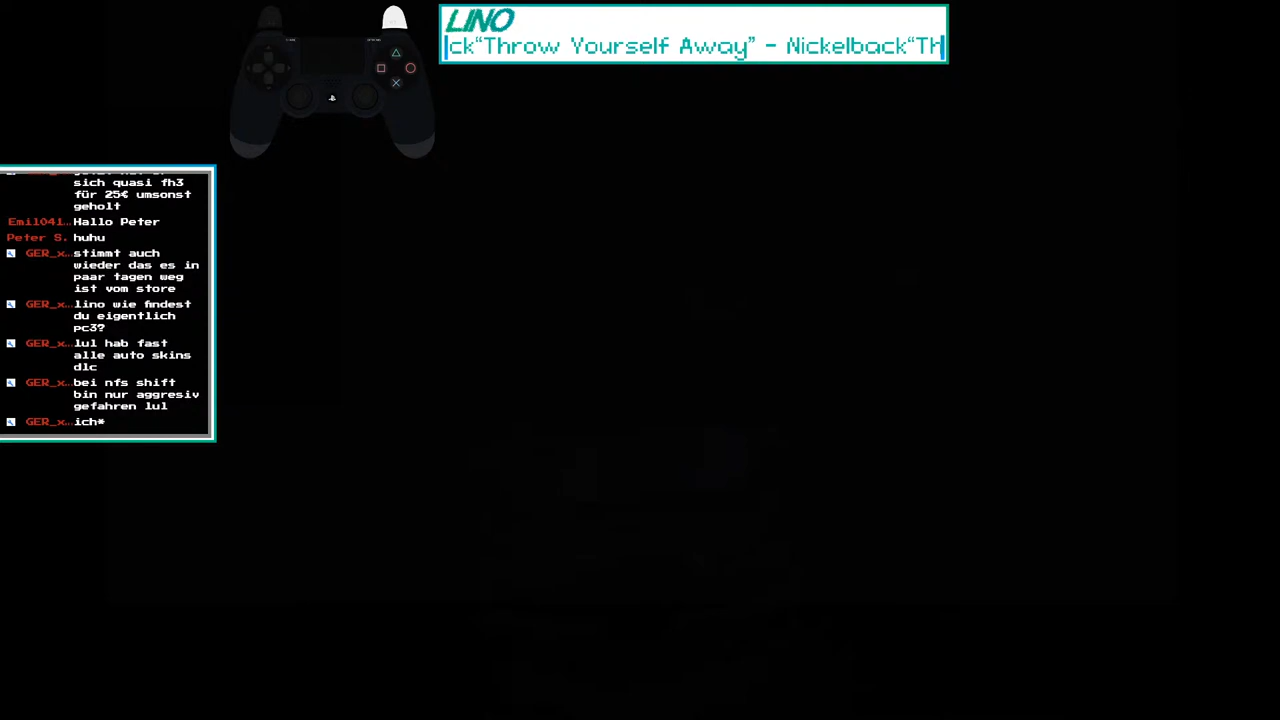 LINO
ck“Throw Yourself Away” - Nickelback“Th
sich quasi fh3
für 25€ umsonst
geholt
Emil041… Hallo Peter
Peter S. huhu
GER_x… stimmt auch
wieder das es in
paar tagen weg
ist vom store
GER_x… lino wie findest
du eigentlich
pc3?
GER_x… lul hab fast
alle auto skins
dlc
GER_x… bei nfs shift
bin nur aggresiv
gefahren lul
GER_x… ich*